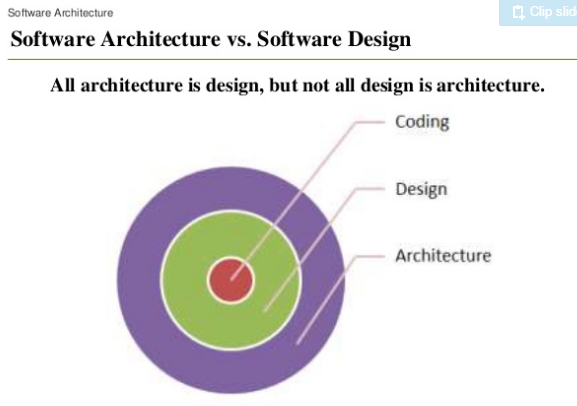 Software Architecture
Clip
Software Architecture vs. Software Design
All architecture is design, but not all design is architecture.
Coding
Design
Architecture